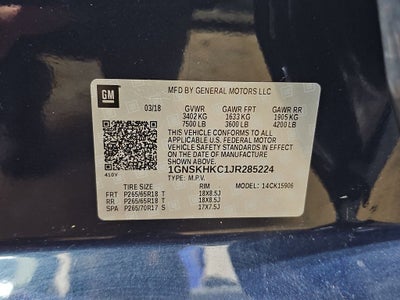 GM
MFD BY GENERAL MOTORS LLC
03/18 GVWR GAWR FRT GAWR RR
3402 KG 1633 KG 1905 KG
7500 LB 3600 LB 4200 LB
THIS VEHICLE CONFORMS TO ALL
APPLICABLE U.S. FEDERAL MOTOR
VEHICLE SAFETY STANDARDS IN EFFECT
ON THE DATE OF MANUFACTURE
SHOWN ABOVE.
1GNSKHKC1JR285224
410V TYPE: M.P.V. MODEL: 14CK15906
TIRE SIZE RIM
FRT P265/65R18 T 18X8.5J
RR P265/65R18 T 18X8.5J
SPA P265/70R17 S 17X7.5J